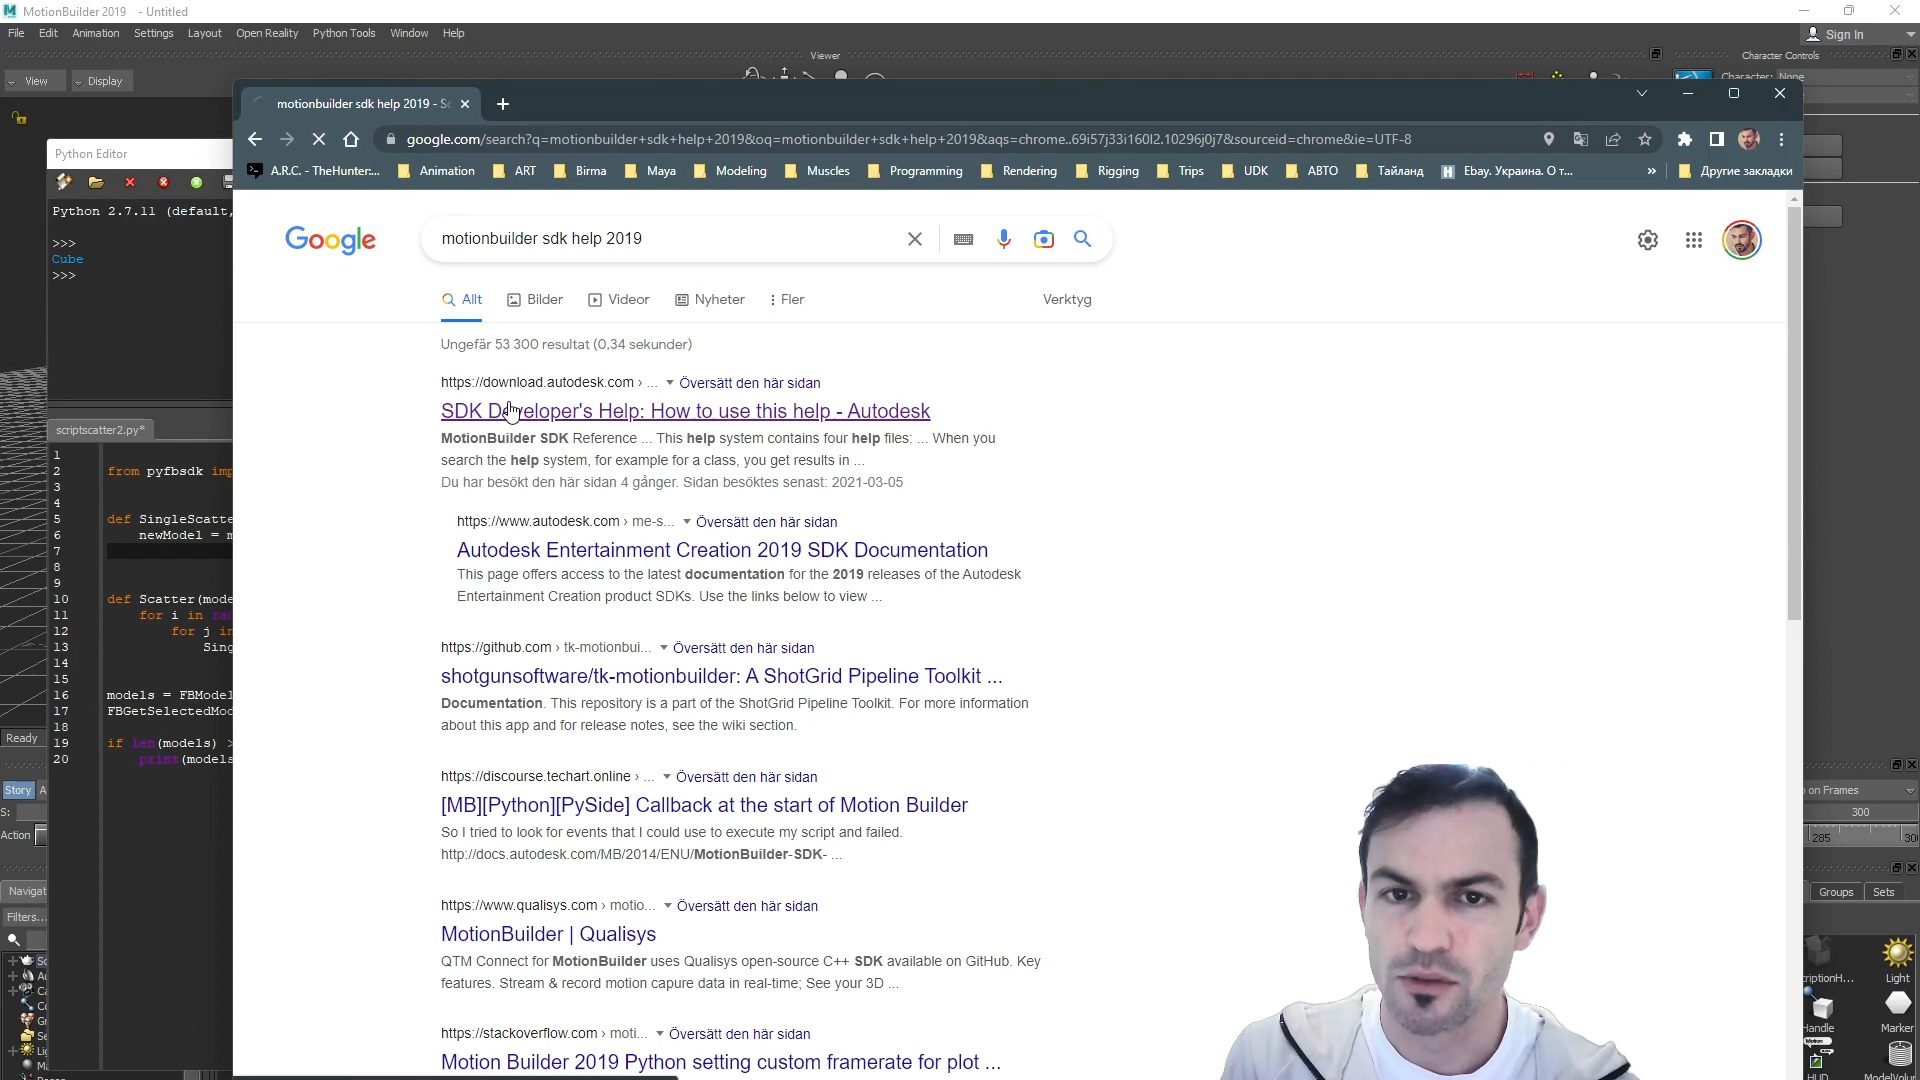 MotionBuilder 2019 - Untitled
File Edit Animation Settings Layout Open Reality Python Tools Window Help
Sign In
Viewer
Character Controls
View Display
Character: None
motionbuilder sdk help 2019 - Sc
google.com/search?q=motionbuilder+sdk+help+2019&oq=motionbuilder+sdk+help+2019&aqs=chrome..69i57j33i160l2.10296j0j7&sourceid=chrome&ie=UTF-8
A.R.C. - TheHunter:... Animation ART Birma Maya Modeling Muscles Programming Rendering Rigging Trips UDK АВТО Тайланд Ebay. Украина. О т... » Другие закладки
Python Editor
Python 2.7.11 (default,
>>>
Cube
>>>
Google
motionbuilder sdk help 2019
Allt Bilder Videor Nyheter Fler Verktyg
Ungefär 53 300 resultat (0,34 sekunder)
https://download.autodesk.com › ... Översätt den här sidan
SDK Developer's Help: How to use this help - Autodesk
MotionBuilder SDK Reference ... This help system contains four help files: ... When you
search the help system, for example for a class, you get results in ...
Du har besökt den här sidan 4 gånger. Sidan besöktes senast: 2021-03-05
https://www.autodesk.com › me-s... Översätt den här sidan
Autodesk Entertainment Creation 2019 SDK Documentation
This page offers access to the latest documentation for the 2019 releases of the Autodesk
Entertainment Creation product SDKs. Use the links below to view ...
https://github.com › tk-motionbui... Översätt den här sidan
shotgunsoftware/tk-motionbuilder: A ShotGrid Pipeline Toolkit ...
Documentation. This repository is a part of the ShotGrid Pipeline Toolkit. For more information
about this app and for release notes, see the wiki section.
https://discourse.techart.online › ... Översätt den här sidan
[MB][Python][PySide] Callback at the start of Motion Builder
So I tried to look for events that I could use to execute my script and failed.
http://docs.autodesk.com/MB/2014/ENU/MotionBuilder-SDK- ...
https://www.qualisys.com › motio... Översätt den här sidan
MotionBuilder | Qualisys
QTM Connect for MotionBuilder uses Qualisys open-source C++ SDK available on GitHub. Key
features. Stream & record motion capure data in real-time; See your 3D ...
https://stackoverflow.com › moti... Översätt den här sidan
Motion Builder 2019 Python setting custom framerate for plot ...
scriptscatter2.py*
1
2 from pyfbsdk imp
3
4
5 def SingleScatte
6 newModel = m
7
8
9
10 def Scatter(mode
11 for i in ran
12 for j in
13 Sing
14
15
16 models = FBModel
17 FBGetSelectedMod
18
19 if len(models) >
20 print(models
Ready
Story A
S:
Action
Navigat
Filters...
on Frames
300
285 30
Groups Sets
criptionH... Light
Handle Marker
HUD ModelVolum